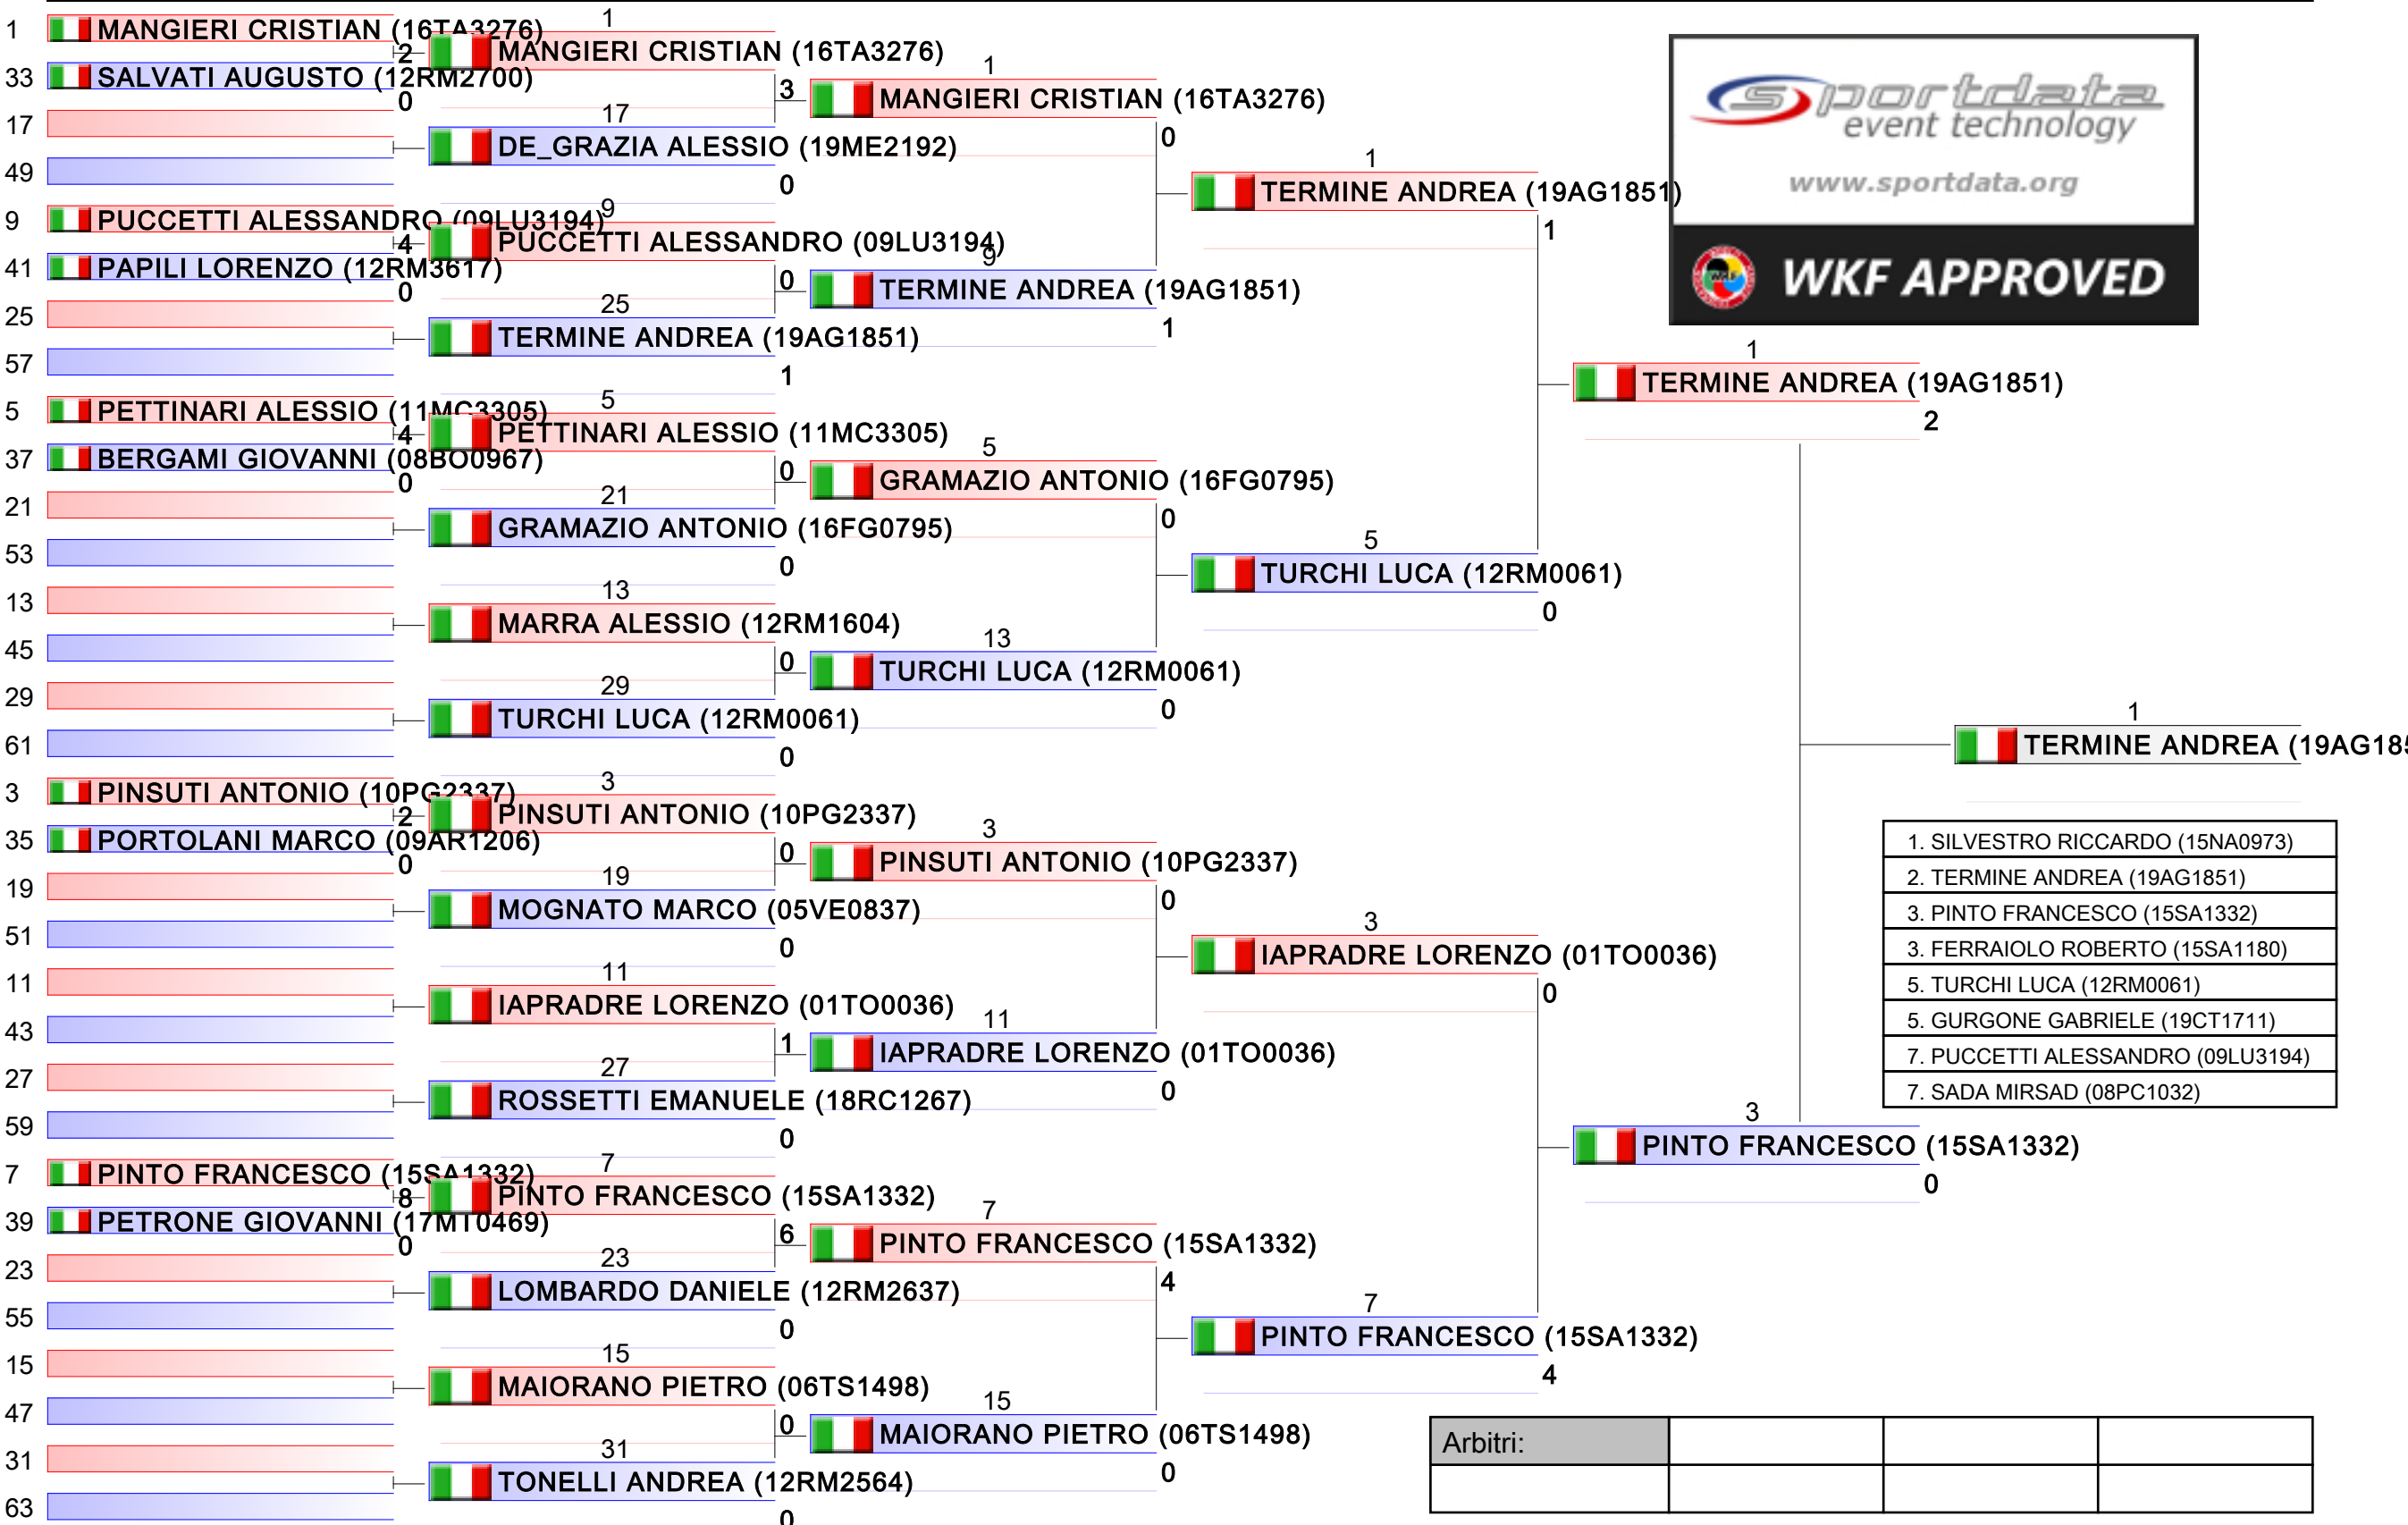 1 MANGIERI CRISTIAN (16TA3276)
2
33 SALVATI AUGUSTO (12RM2700)
0
17
49
9 PUCCETTI ALESSANDRO (09LU3194)
4
41 PAPILI LORENZO (12RM3617)
0
25
57
5 PETTINARI ALESSIO (11MC3305)
4
37 BERGAMI GIOVANNI (08BO0967)
0
21
53
13
45
29
61
3 PINSUTI ANTONIO (10PG2337)
2
35 PORTOLANI MARCO (09AR1206)
0
19
51
11
43
27
59
7 PINTO FRANCESCO (15SA1332)
8
39 PETRONE GIOVANNI (17MT0469)
0
23
55
15
47
31
63
1
MANGIERI CRISTIAN (16TA3276)
3
17
DE_GRAZIA ALESSIO (19ME2192)
0
9
PUCCETTI ALESSANDRO (09LU3194)
0
25
TERMINE ANDREA (19AG1851)
1
5
PETTINARI ALESSIO (11MC3305)
0
21
GRAMAZIO ANTONIO (16FG0795)
0
13
MARRA ALESSIO (12RM1604)
0
29
TURCHI LUCA (12RM0061)
0
3
PINSUTI ANTONIO (10PG2337)
0
19
MOGNATO MARCO (05VE0837)
0
11
IAPRADRE LORENZO (01TO0036)
1
27
ROSSETTI EMANUELE (18RC1267)
0
7
PINTO FRANCESCO (15SA1332)
6
23
LOMBARDO DANIELE (12RM2637)
0
15
MAIORANO PIETRO (06TS1498)
0
31
TONELLI ANDREA (12RM2564)
0
1
MANGIERI CRISTIAN (16TA3276)
0
9
TERMINE ANDREA (19AG1851)
1
5
GRAMAZIO ANTONIO (16FG0795)
0
13
TURCHI LUCA (12RM0061)
0
3
PINSUTI ANTONIO (10PG2337)
0
11
IAPRADRE LORENZO (01TO0036)
0
7
PINTO FRANCESCO (15SA1332)
4
15
MAIORANO PIETRO (06TS1498)
0
1
TERMINE ANDREA (19AG1851)
1
5
TURCHI LUCA (12RM0061)
0
3
IAPRADRE LORENZO (01TO0036)
0
7
PINTO FRANCESCO (15SA1332)
4
1
TERMINE ANDREA (19AG1851)
2
3
PINTO FRANCESCO (15SA1332)
0
1
TERMINE ANDREA (19AG185
sportdata
event technology
www.sportdata.org
WKF APPROVED
1. SILVESTRO RICCARDO (15NA0973)
2. TERMINE ANDREA (19AG1851)
3. PINTO FRANCESCO (15SA1332)
3. FERRAIOLO ROBERTO (15SA1180)
5. TURCHI LUCA (12RM0061)
5. GURGONE GABRIELE (19CT1711)
7. PUCCETTI ALESSANDRO (09LU3194)
7. SADA MIRSAD (08PC1032)
Arbitri: